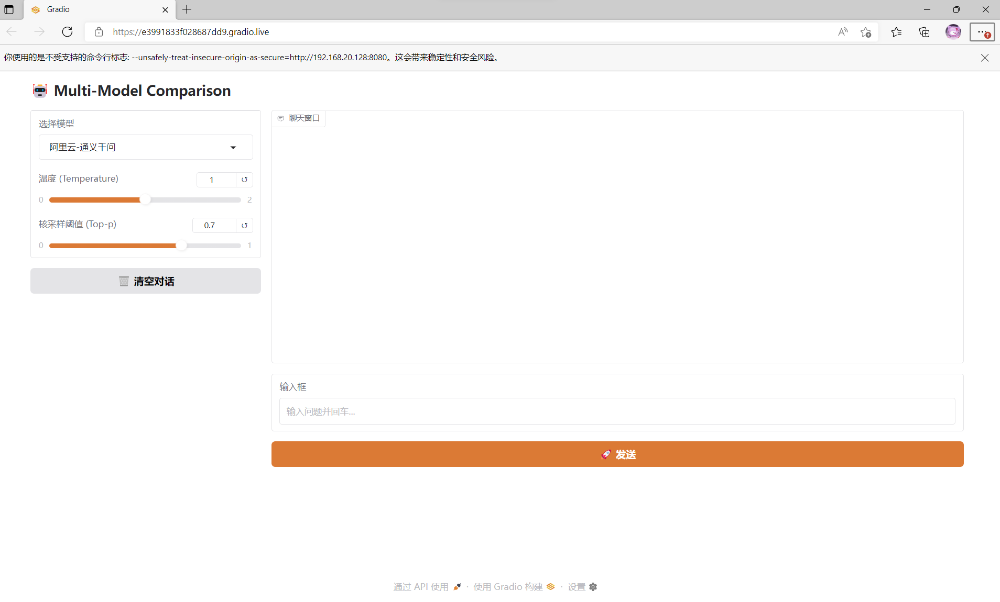 Gradio
https://e3991833f028687dd9.gradio.live
你使用的是不受支持的命令行标志: --unsafely-treat-insecure-origin-as-secure=http://192.168.20.128:8080。这会带来稳定性和安全风险。
Multi-Model Comparison
选择模型
阿里云-通义千问
温度 (Temperature)
1
0
2
核采样阈值 (Top-p)
0.7
0
1
清空对话
聊天窗口
输入框
输入问题并回车...
发送
通过 API 使用 · 使用 Gradio 构建 · 设置